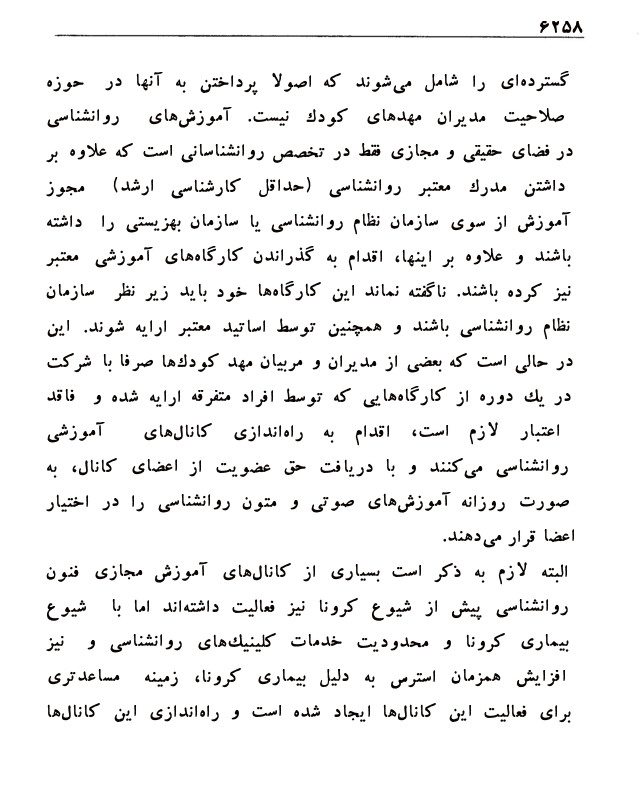 ۶۲۵۸
گسترده‌ای را شامل می‌شوند که اصولا پرداختن به آنها در حوزه
صلاحیت مدیران مهدهای کودك نیست. آموزش‌های روانشناسی
در فضای حقیقی و مجازی فقط در تخصص روانشناسانی است که علاوه بر
داشتن مدرك معتبر روانشناسی (حداقل کارشناسی ارشد) مجوز
آموزش از سوی سازمان نظام روانشناسی یا سازمان بهزیستی را داشته
باشند و علاوه بر اینها، اقدام به گذراندن کارگاه‌های آموزشی معتبر
نیز کرده باشند. ناگفته نماند این کارگاه‌ها خود باید زیر نظر سازمان
نظام روانشناسی باشند و همچنین توسط اساتید معتبر ارایه شوند. این
در حالی است که بعضی از مدیران و مربیان مهد کودك‌ها صرفا با شرکت
در یك دوره از کارگاه‌هایی که توسط افراد متفرقه ارایه شده و فاقد
اعتبار لازم است، اقدام به راه‌اندازی کانال‌های آموزشی
روانشناسی می‌کنند و با دریافت حق عضویت از اعضای کانال، به
صورت روزانه آموزش‌های صوتی و متون روانشناسی را در اختیار
اعضا قرار می‌دهند.
البته لازم به ذکر است بسیاری از کانال‌های آموزش مجازی فنون
روانشناسی پیش از شیوع کرونا نیز فعالیت داشته‌اند اما با شیوع
بیماری کرونا و محدودیت خدمات کلینیك‌های روانشناسی و نیز
افزایش همزمان استرس به دلیل بیماری کرونا، زمینه مساعدتری
برای فعالیت این کانال‌ها ایجاد شده است و راه‌اندازی این کانال‌ها